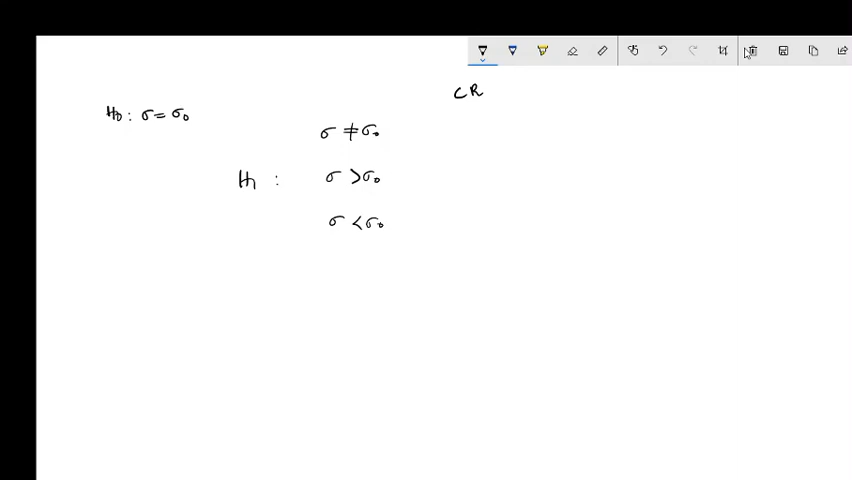 CR
H₀ : σ = σ₀
σ ≠ σ₀
H₁ : σ > σ₀
σ < σ₀